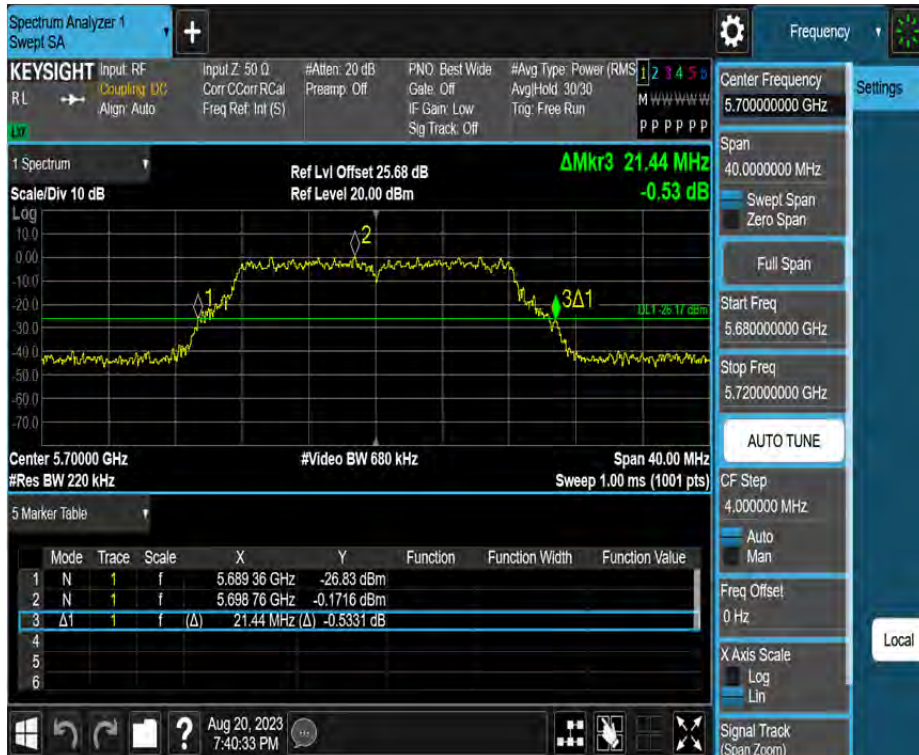 Spectrum Analyzer 1
Swept SA
Frequency
KEYSIGHT
RL
LXI
Input: RF
Coupling: DC
Align: Auto
Input Z: 50 Ω
Corr CCorr RCal
Freq Ref: Int (S)
#Atten: 20 dB
Preamp: Off
PNO: Best Wide
Gate: Off
IF Gain: Low
Sig Track: Off
#Avg Type: Power (RMS
Avg|Hold: 30/30
Trig: Free Run
1 2 3 4 5 6
M W W W W W
P P P P P P
Center Frequency
5.700000000 GHz
Settings
Span
40.0000000 MHz
Swept Span
Zero Span
Full Span
Start Freq
5.680000000 GHz
Stop Freq
5.720000000 GHz
AUTO TUNE
CF Step
4.000000 MHz
Auto
Man
Freq Offset
0 Hz
X Axis Scale
Log
Lin
Signal Track
(Span Zoom)
Local
1 Spectrum
Scale/Div 10 dB
Ref Lvl Offset 25.68 dB
Ref Level 20.00 dBm
ΔMkr3 21.44 MHz
-0.53 dB
Log
10.0
0.00
-10.0
-20.0
-30.0
-40.0
-50.0
-60.0
-70.0
1
2
3Δ1
DL1 -26.17 dBm
Center 5.70000 GHz
#Video BW 680 kHz
Span 40.00 MHz
#Res BW 220 kHz
Sweep 1.00 ms (1001 pts)
5 Marker Table
Mode Trace Scale X Y Function Function Width Function Value
1 N 1 f 5.689 36 GHz -26.83 dBm
2 N 1 f 5.698 76 GHz -0.1716 dBm
3 Δ1 1 f (Δ) 21.44 MHz (Δ) -0.5331 dB
4
5
6
?
Aug 20, 2023
7:40:33 PM